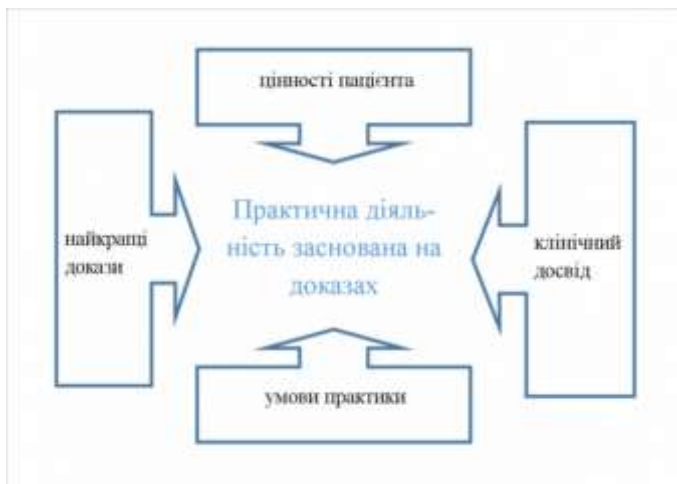 цінності пацієнта
найкращі
докази
Практична діяль-
ність заснована на
доказах
клінічний
досвід
умови практики